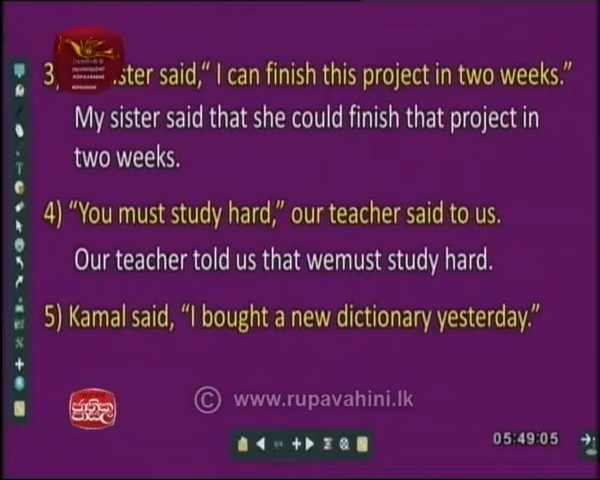 3) ister said,“ I can finish this project in two weeks.”
My sister said that she could finish that project in
two weeks.
4) “You must study hard,” our teacher said to us.
Our teacher told us that wemust study hard.
5) Kamal said, “I bought a new dictionary yesterday.”
© www.rupavahini.lk
05:49:05